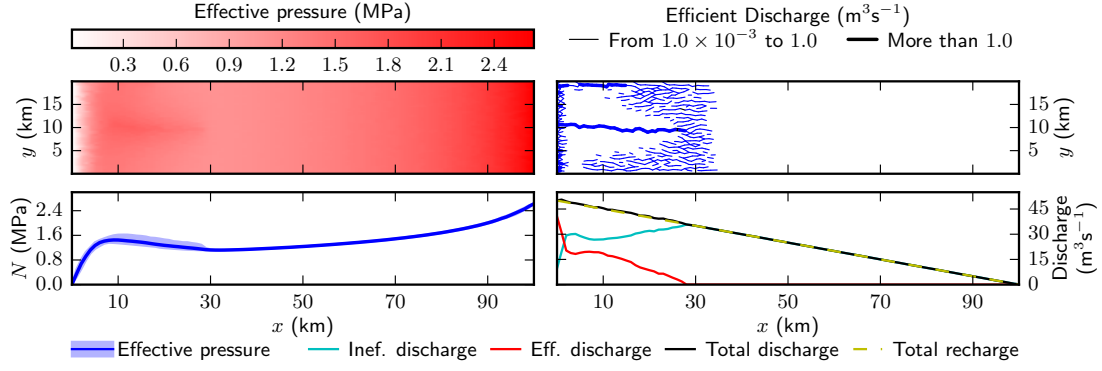 Effective pressure (MPa)
0.3 0.6 0.9 1.2 1.5 1.8 2.1 2.4
Efficient Discharge (m³s⁻¹)
From 1.0 × 10⁻³ to 1.0 More than 1.0
15
10
5
y (km)
15
10
5
y (km)
2.4
1.6
0.8
0.0
N (MPa)
10 30 50 70 90
x (km)
45
30
15
0
Discharge
(m³s⁻¹)
10 30 50 70 90
x (km)
Effective pressure Inef. discharge Eff. discharge Total discharge Total recharge